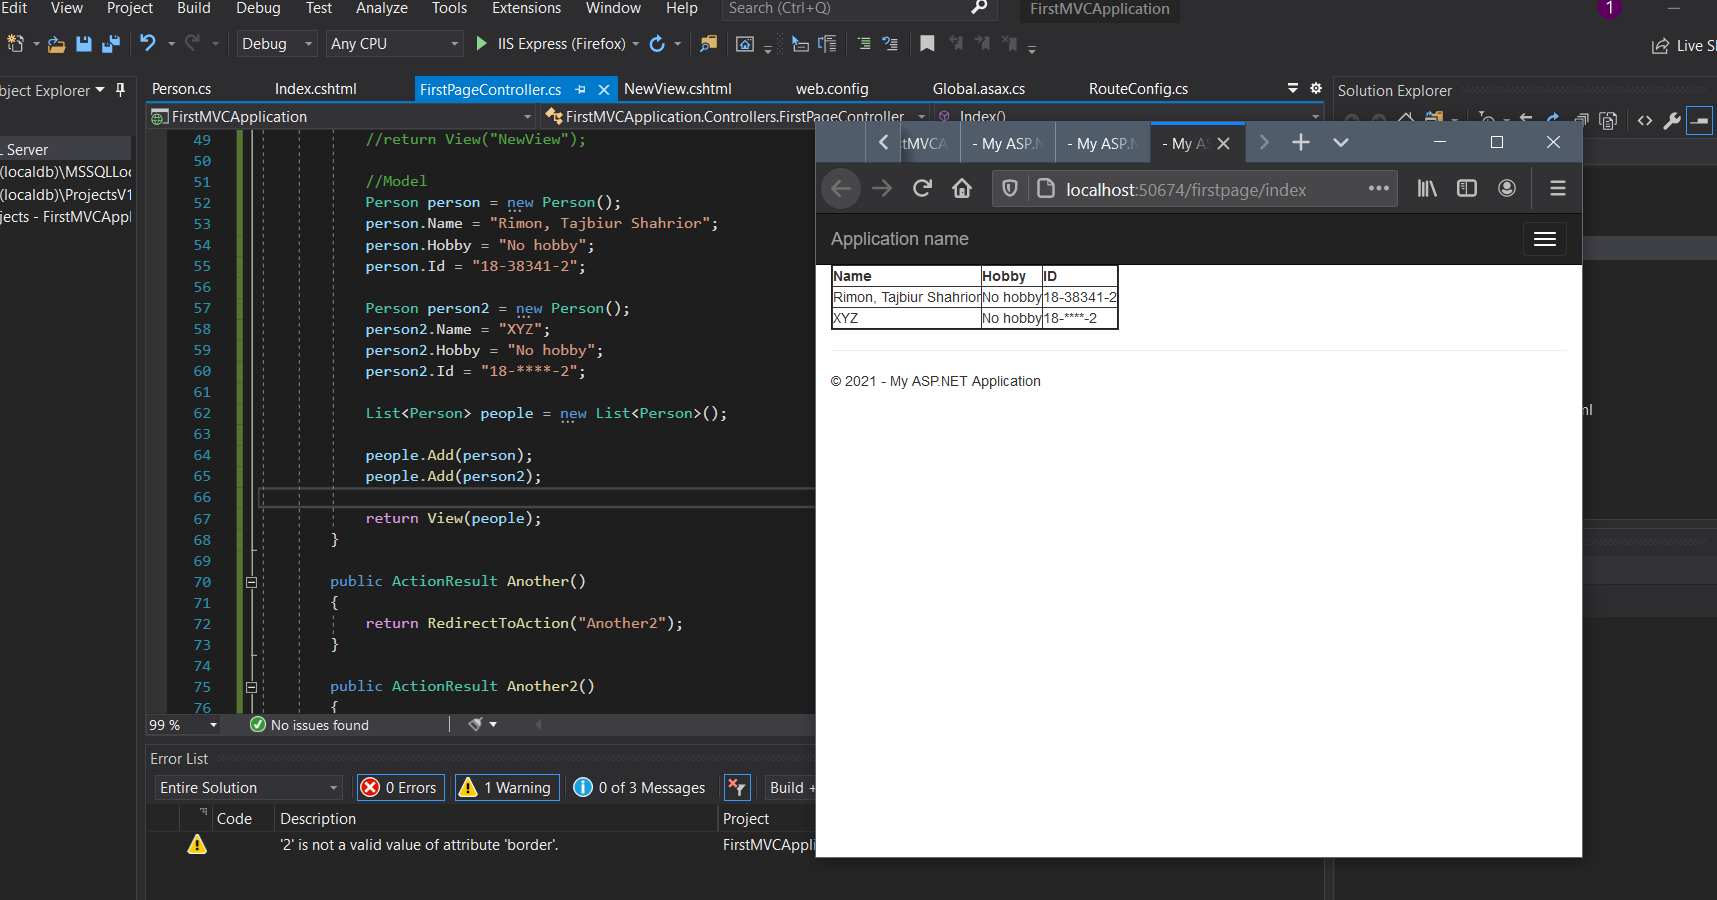 Edit View Project Build Debug Test Analyze Tools Extensions Window Help Search (Ctrl+Q) FirstMVCApplication 1
Debug Any CPU IIS Express (Firefox) Live S
bject Explorer
Person.cs Index.cshtml FirstPageController.cs NewView.cshtml web.config Global.asax.cs RouteConfig.cs
Solution Explorer
FirstMVCApplication FirstMVCApplication.Controllers.FirstPageController Index()
Server
(localdb)\MSSQLLoc
(localdb)\ProjectsV1
jects - FirstMVCAppl
49 //return View("NewView");
50
51 //Model
52 Person person = new Person();
53 person.Name = "Rimon, Tajbiur Shahrior";
54 person.Hobby = "No hobby";
55 person.Id = "18-38341-2";
56
57 Person person2 = new Person();
58 person2.Name = "XYZ";
59 person2.Hobby = "No hobby";
60 person2.Id = "18-****-2";
61
62 List<Person> people = new List<Person>();
63
64 people.Add(person);
65 people.Add(person2);
66
67 return View(people);
68 }
69
70 public ActionResult Another()
71 {
72 return RedirectToAction("Another2");
73 }
74
75 public ActionResult Another2()
76 {
99 % No issues found
Error List
Entire Solution 0 Errors 1 Warning 0 of 3 Messages Build +
Code Description Project
'2' is not a valid value of attribute 'border'. FirstMVCAppli
tMVCA - My ASP.N - My ASP.N - My AS
localhost:50674/firstpage/index
Application name
Name Hobby ID
Rimon, Tajbiur Shahrior No hobby 18-38341-2
XYZ No hobby 18-****-2
© 2021 - My ASP.NET Application
ml